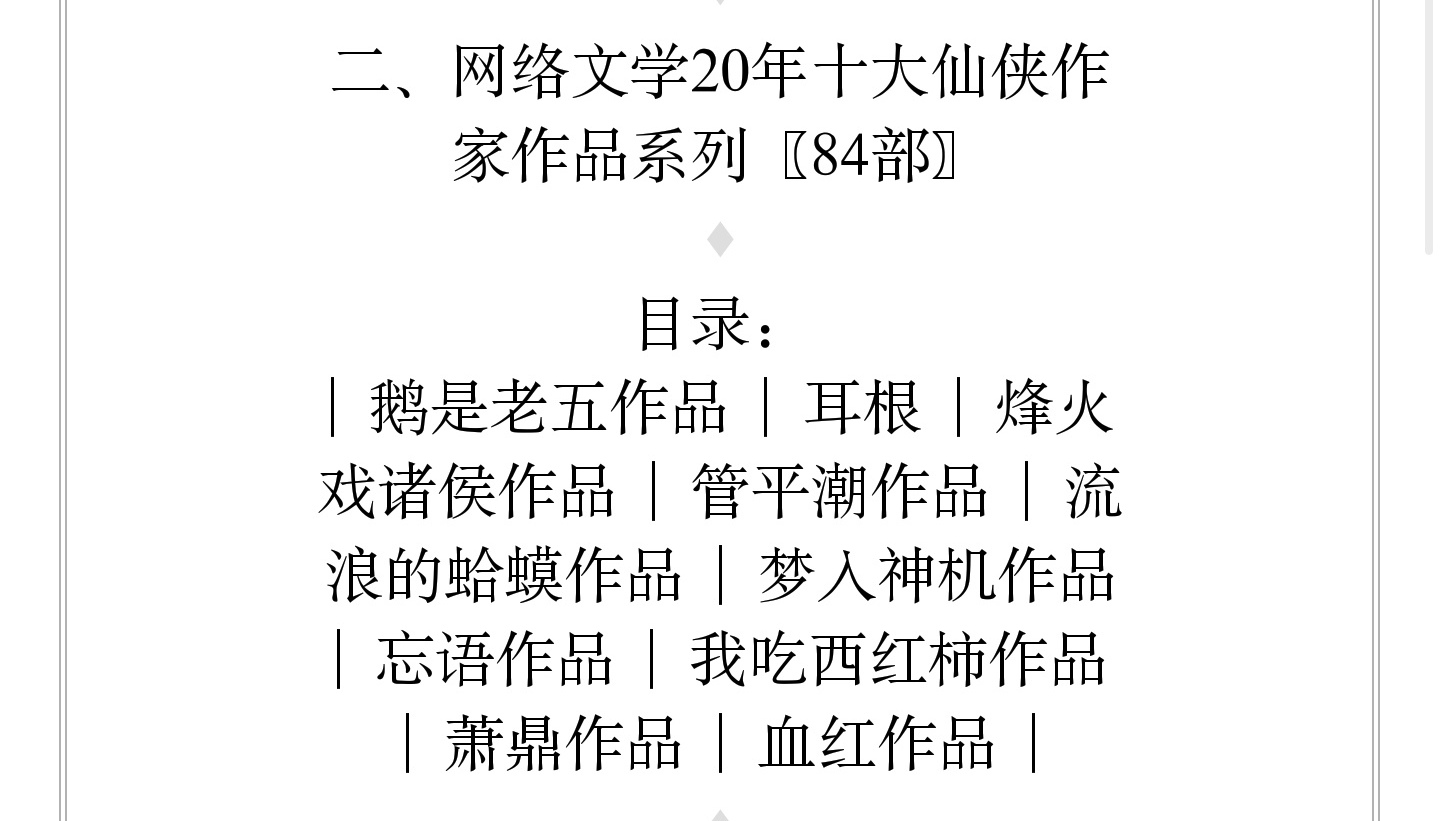 二、网络文学20年十大仙侠作
家作品系列〖84部〗
目录：
｜鹅是老五作品｜耳根｜烽火
戏诸侯作品｜管平潮作品｜流
浪的蛤蟆作品｜梦入神机作品
｜忘语作品｜我吃西红柿作品
｜萧鼎作品｜血红作品｜